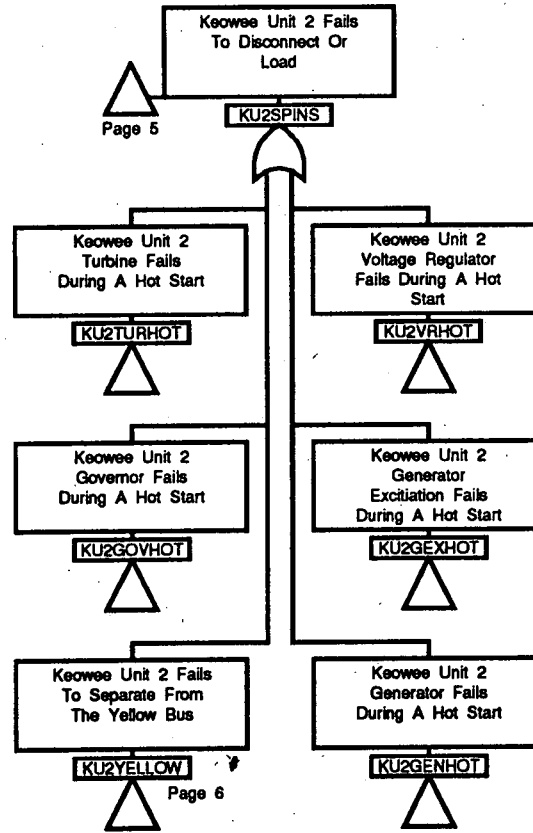 Keowee Unit 2 Fails
To Disconnect Or
Load
Page 5
KU2SPINS
Keowee Unit 2
Turbine Fails
During A Hot Start
KU2TURHOT
Keowee Unit 2
Voltage Regulator
Fails During A Hot
Start
KU2VRHOT
Keowee Unit 2
Governor Fails
During A Hot Start
KU2GOVHOT
Keowee Unit 2
Generator
Excitiation Fails
During A Hot Start
KU2GEXHOT
Keowee Unit 2 Fails
To Separate From
The Yellow Bus
KU2YELLOW
Page 6
Keowee Unit 2
Generator Fails
During A Hot Start
KU2GENHOT